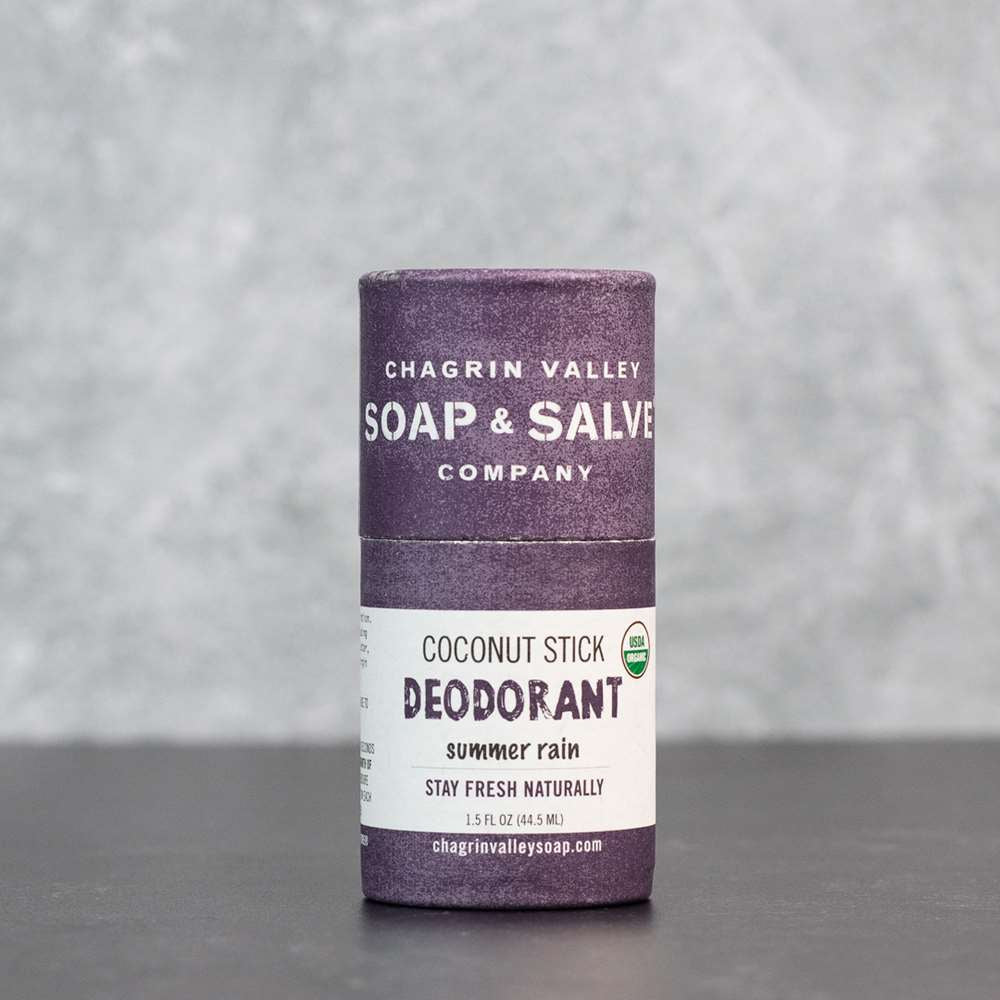 CHAGRIN VALLEY
SOAP & SALVE
COMPANY
COCONUT STICK
USDA
ORGANIC
DEODORANT
summer rain
STAY FRESH NATURALLY
1.5 FL OZ (44.5 ML)
chagrinvalleysoap.com